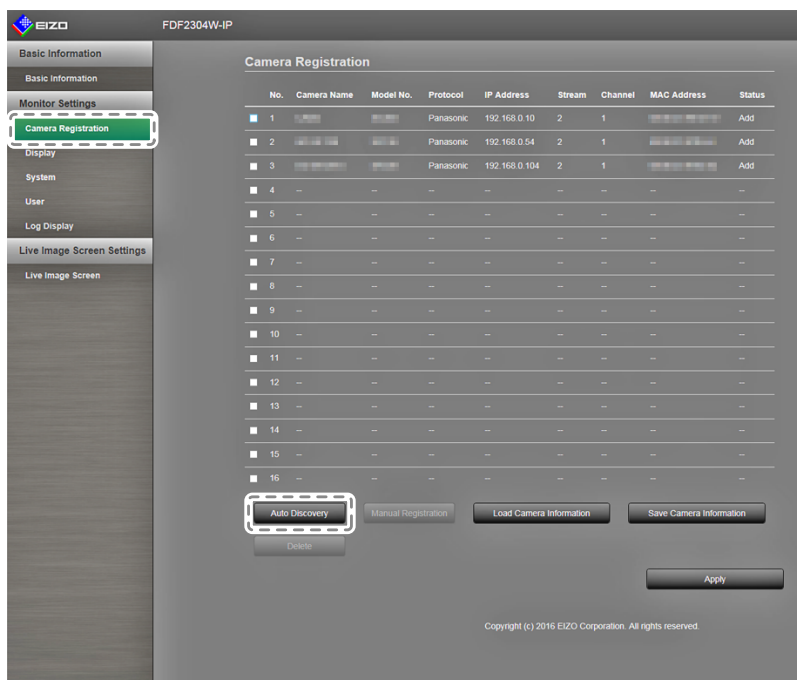 EIZO FDF2304W-IP
Basic Information
Basic Information
Monitor Settings
Camera Registration
Display
System
User
Log Display
Live Image Screen Settings
Live Image Screen
Camera Registration
No. Camera Name Model No. Protocol IP Address Stream Channel MAC Address Status
1 Panasonic 192.168.0.10 2 1 Add
2 Panasonic 192.168.0.54 2 1 Add
3 Panasonic 192.168.0.104 2 1 Add
4 -- -- -- -- -- -- -- --
5 -- -- -- -- -- -- -- --
6 -- -- -- -- -- -- -- --
7 -- -- -- -- -- -- -- --
8 -- -- -- -- -- -- -- --
9 -- -- -- -- -- -- -- --
10 -- -- -- -- -- -- -- --
11 -- -- -- -- -- -- -- --
12 -- -- -- -- -- -- -- --
13 -- -- -- -- -- -- -- --
14 -- -- -- -- -- -- -- --
15 -- -- -- -- -- -- -- --
16 -- -- -- -- -- -- -- --
Auto Discovery Manual Registration Load Camera Information Save Camera Information
Delete
Apply
Copyright (c) 2016 EIZO Corporation. All rights reserved.